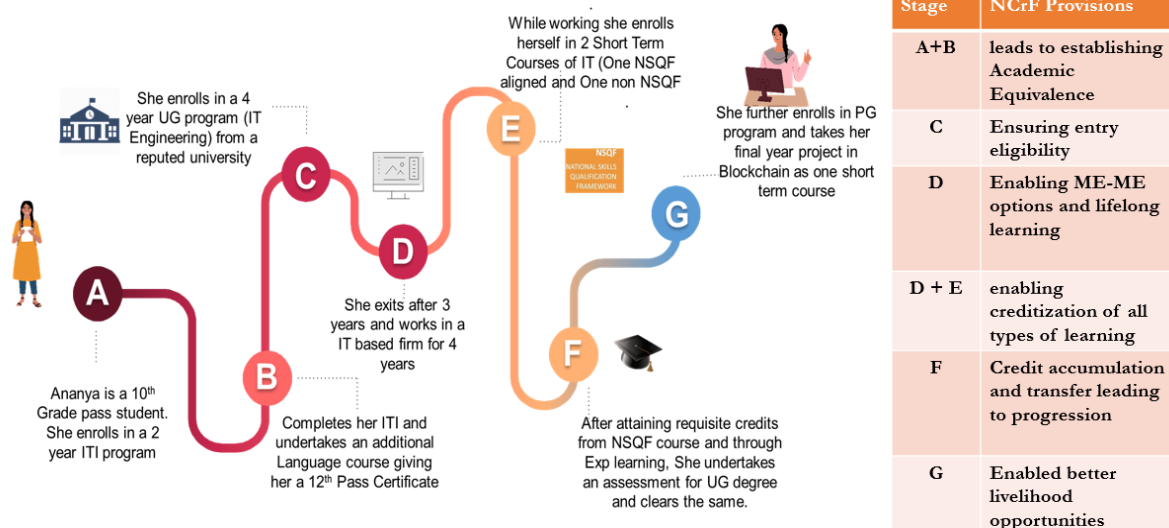 While working she enrolls
herself in 2 Short Term
Courses of IT (One NSQF
aligned and One non NSQF
She enrolls in a 4
year UG program (IT
Engineering) from a
reputed university
She further enrolls in PG
program and takes her
final year project in
Blockchain as one short
term course
NSQF
NATIONAL SKILLS
QUALIFICATION
FRAMEWORK
A
B
C
D
E
F
G
She exits after 3
years and works in a
IT based firm for 4
years
Ananya is a 10th
Grade pass student.
She enrolls in a 2
year ITI program
Completes her ITI and
undertakes an additional
Language course giving
her a 12th Pass Certificate
After attaining requisite credits
from NSQF course and through
Exp learning, She undertakes
an assessment for UG degree
and clears the same.
Stage NCrF Provisions
A+B leads to establishing
Academic
Equivalence
C Ensuring entry
eligibility
D Enabling ME-ME
options and lifelong
learning
D + E enabling
creditization of all
types of learning
F Credit accumulation
and transfer leading
to progression
G Enabled better
livelihood
opportunities